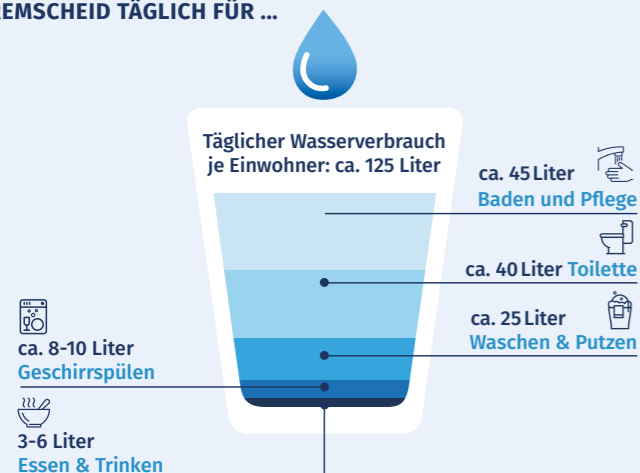 REMSCHEID TÄGLICH FÜR ...
Täglicher Wasserverbrauch
je Einwohner: ca. 125 Liter
ca. 45 Liter
Baden und Pflege
ca. 40 Liter Toilette
ca. 25 Liter
Waschen & Putzen
ca. 8-10 Liter
Geschirrspülen
3-6 Liter
Essen & Trinken